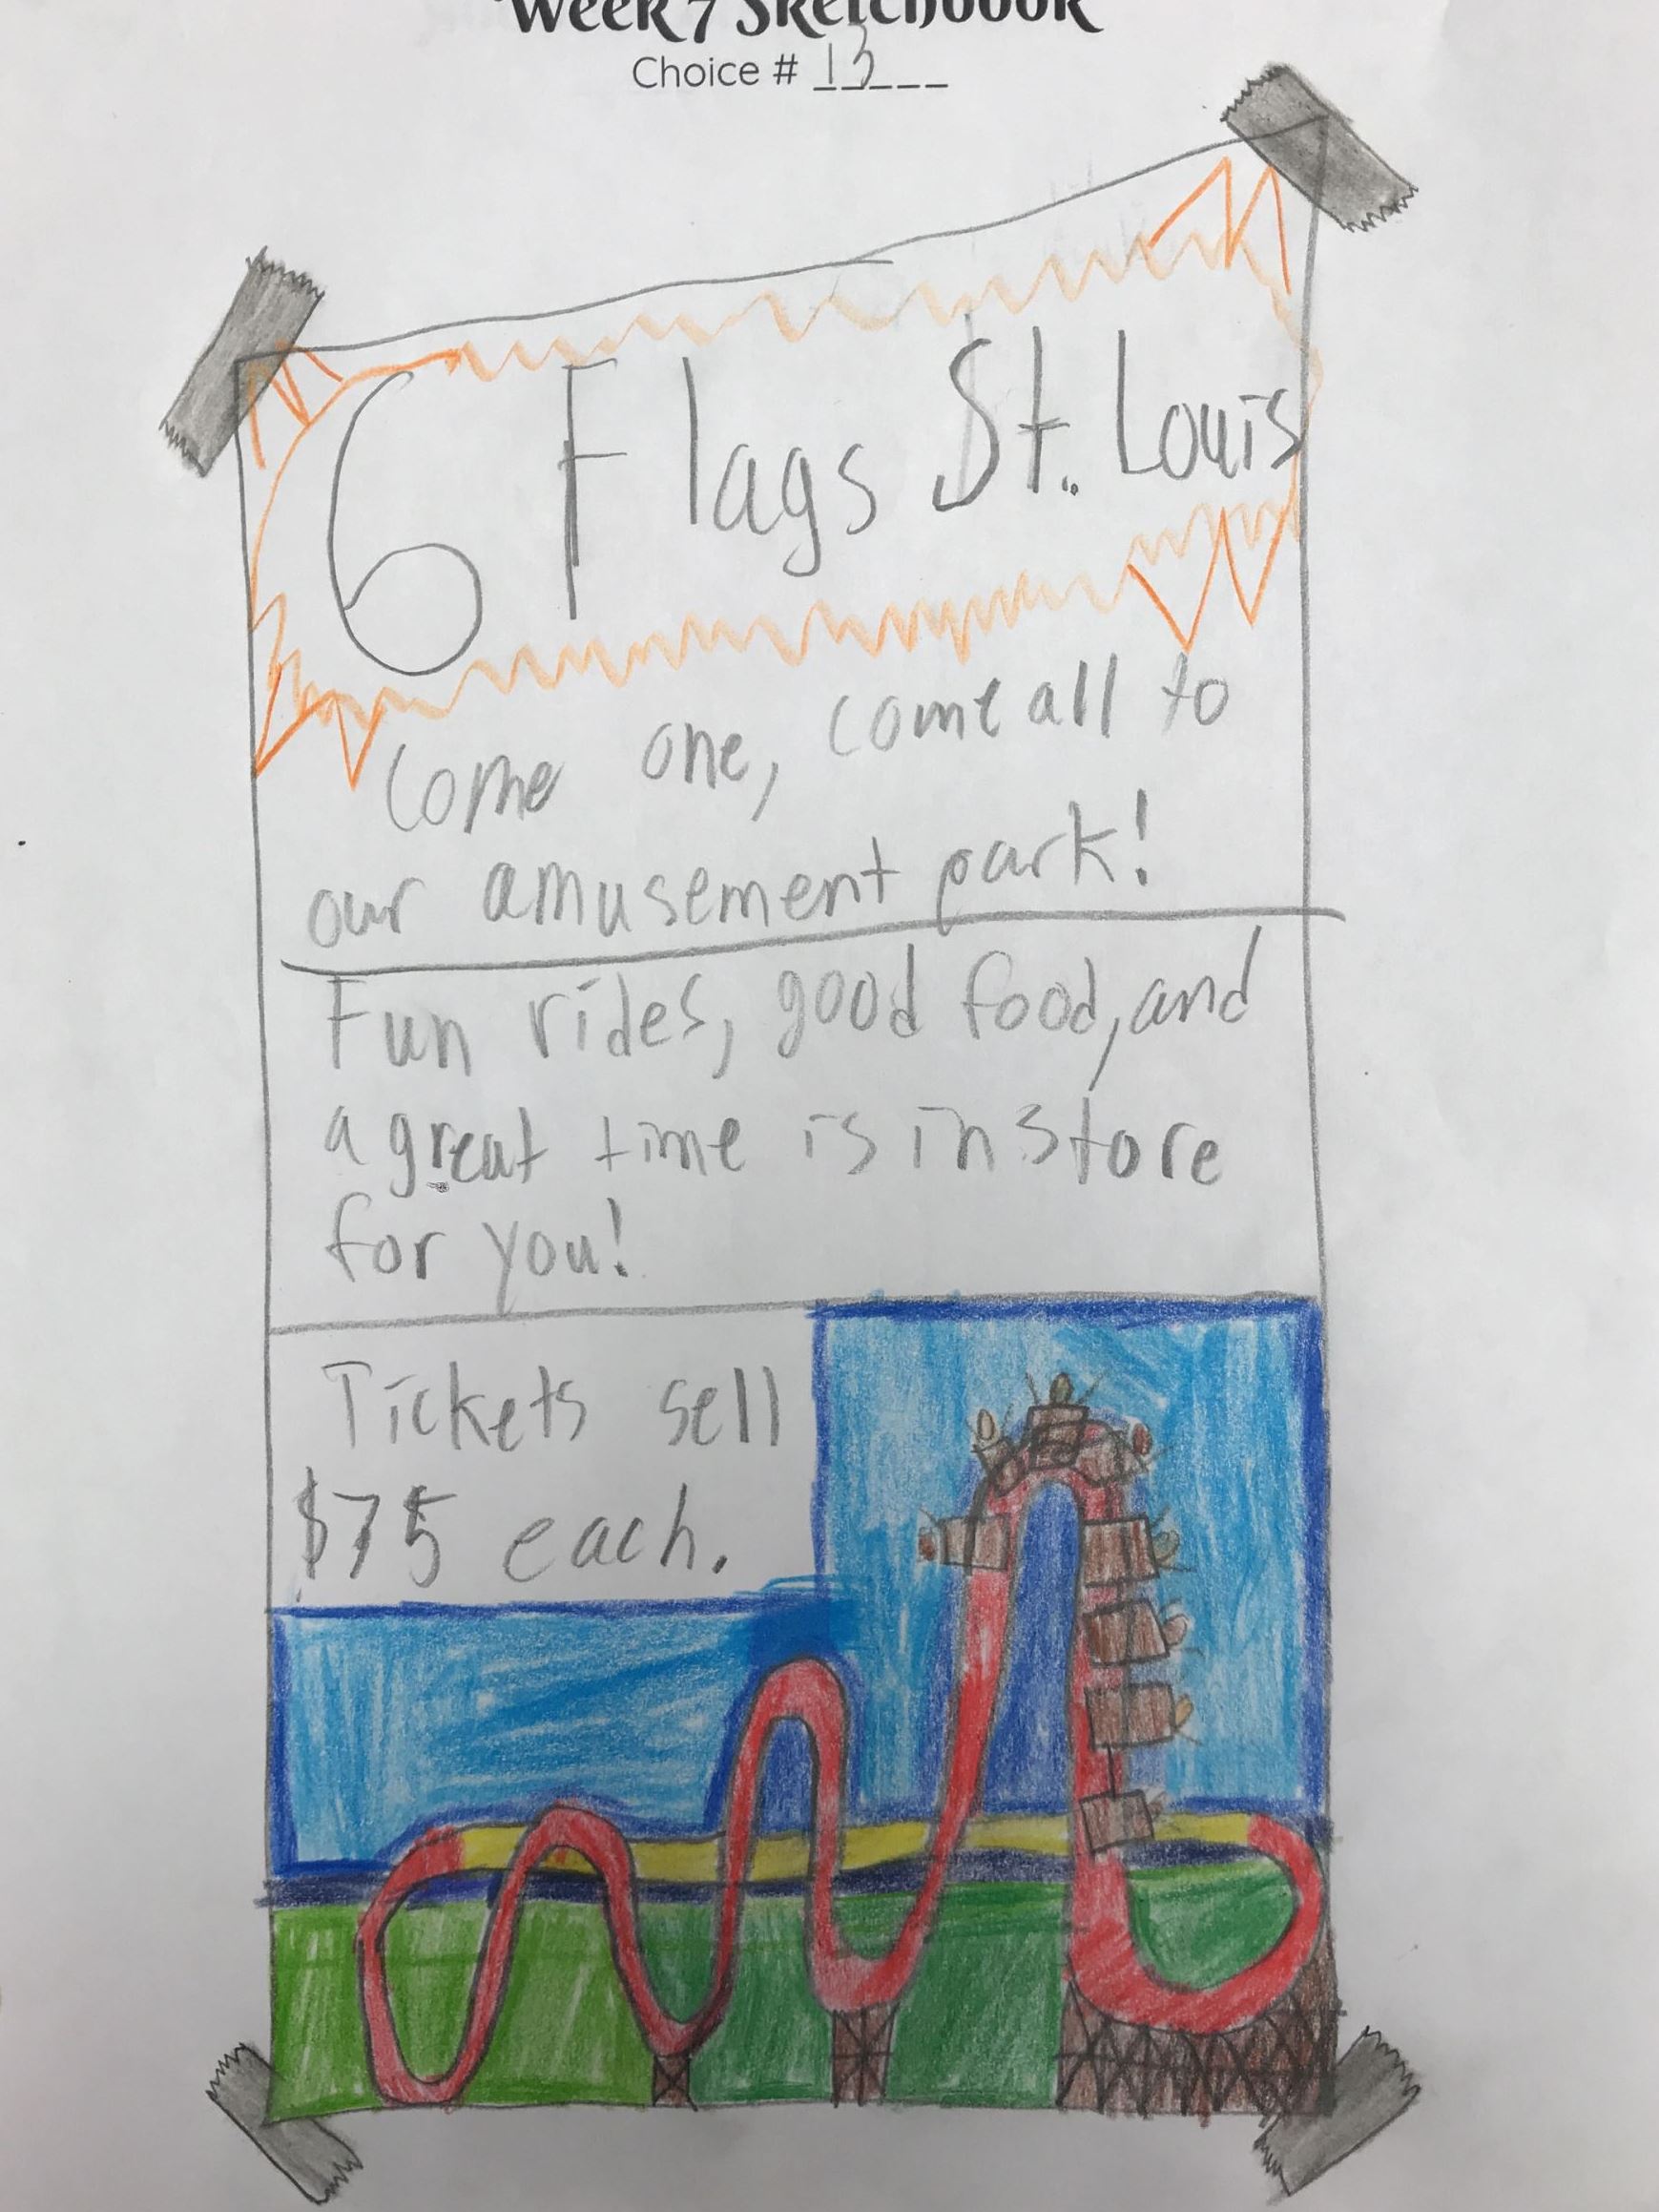 Week 7 Sketchbook
Choice # 13
6 Flags St. Louis
Come one, come all to
our amusement park!
Fun rides, good food, and
a great time is in store
for you!
Tickets sell
$75 each.